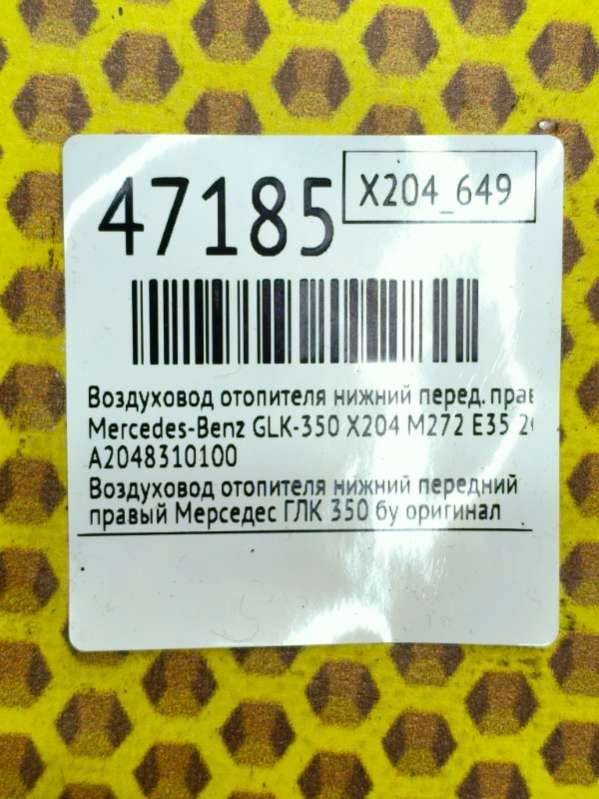 47185
X204_649
Воздуховод отопителя нижний перед. прав
Mercedes-Benz GLK-350 X204 M272 E35
A2048310100
Воздуховод отопителя нижний передний
правый Мерседес ГЛК 350 бу оригинал